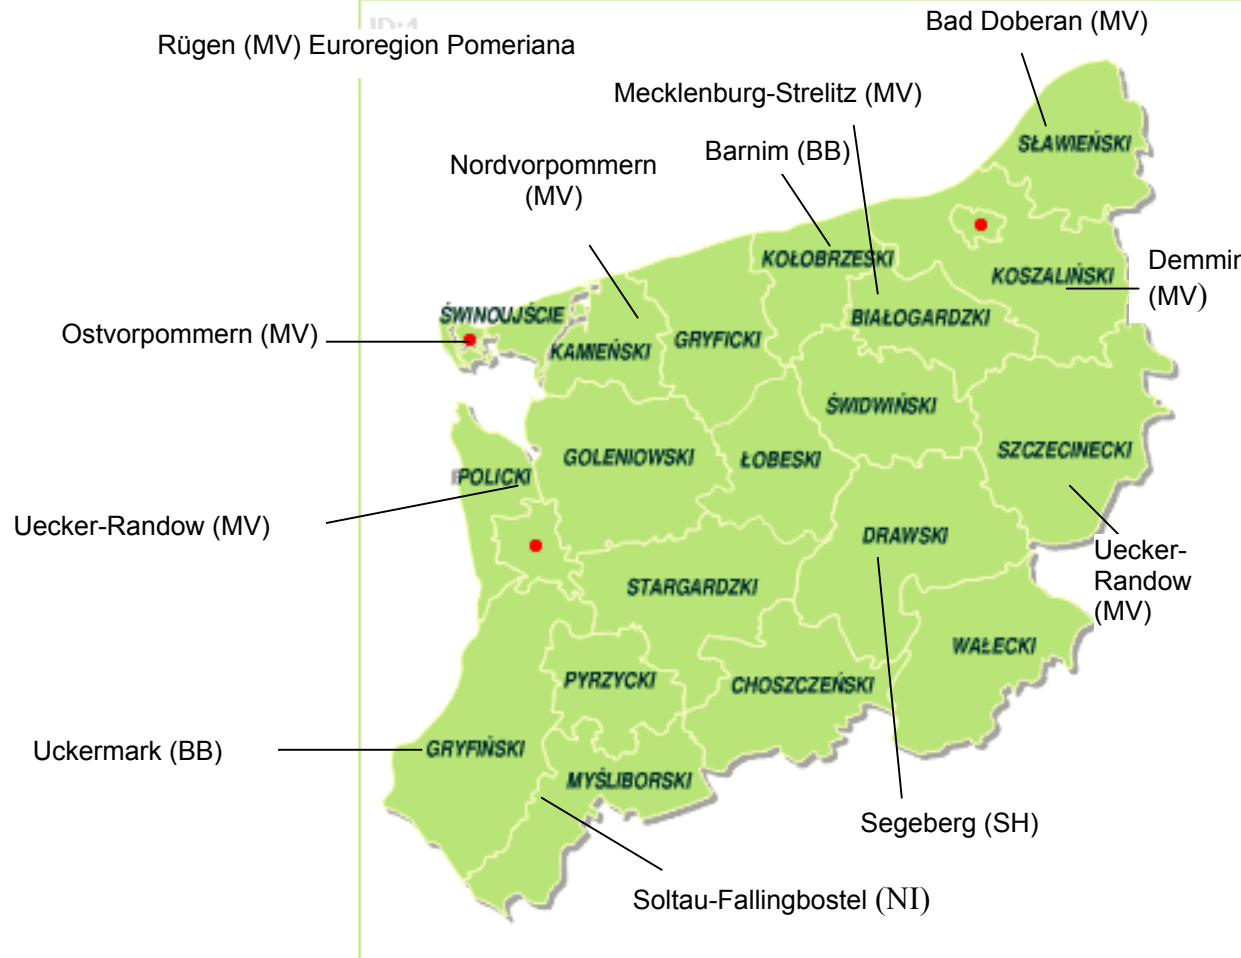 ID:4
Bad Doberan (MV)
Rügen (MV) Euroregion Pomeriana
Mecklenburg-Strelitz (MV)
SŁAWIEŃSKI
Barnim (BB)
Nordvorpommern
(MV)
KOŁOBRZESKI
KOSZALIŃSKI
Demmin
(MV)
ŚWINOUJŚCIE
BIAŁOGARDZKI
Ostvorpommern (MV)
KAMIEŃSKI
GRYFICKI
ŚWIDWIŃSKI
SZCZECINECKI
GOLENIOWSKI
ŁOBESKI
POLICKI
Uecker-Randow (MV)
DRAWSKI
Uecker-
Randow
(MV)
STARGARDZKI
WAŁECKI
PYRZYCKI
CHOSZCZEŃSKI
Uckermark (BB)
GRYFIŃSKI
MYŚLIBORSKI
Segeberg (SH)
Soltau-Fallingbostel (NI)